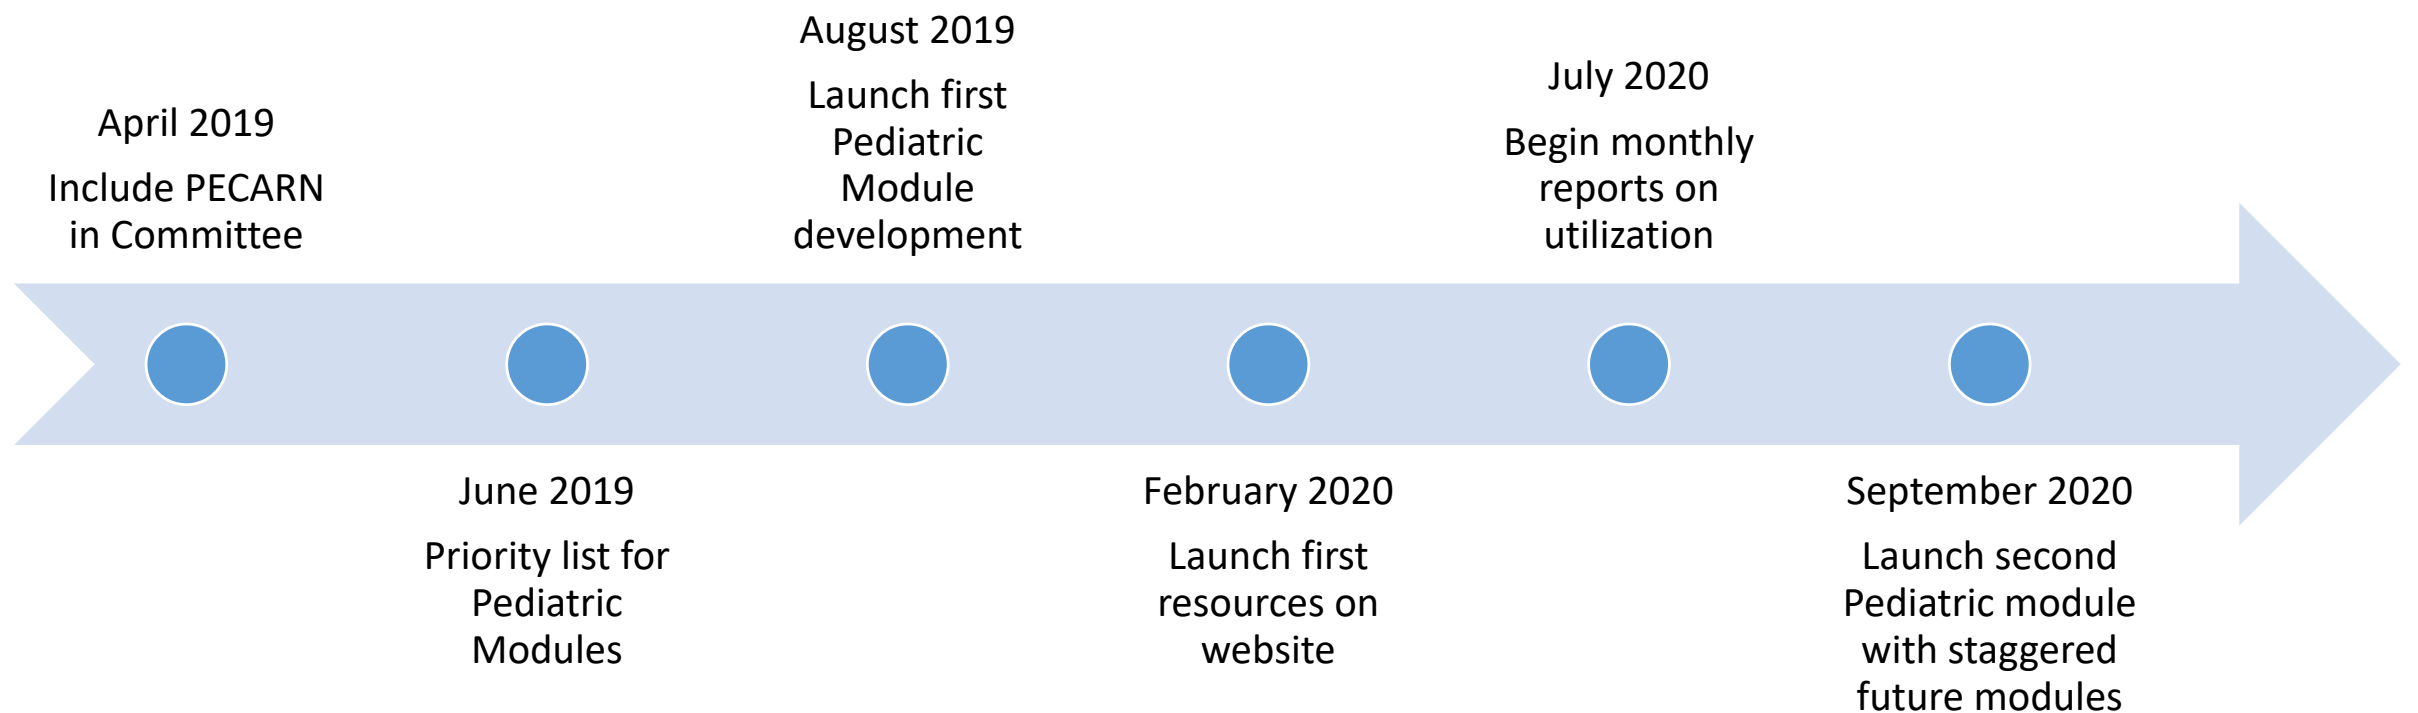 April 2019
Include PECARN
in Committee
June 2019
Priority list for
Pediatric
Modules
August 2019
Launch first
Pediatric
Module
development
February 2020
Launch first
resources on
website
July 2020
Begin monthly
reports on
utilization
September 2020
Launch second
Pediatric module
with staggered
future modules